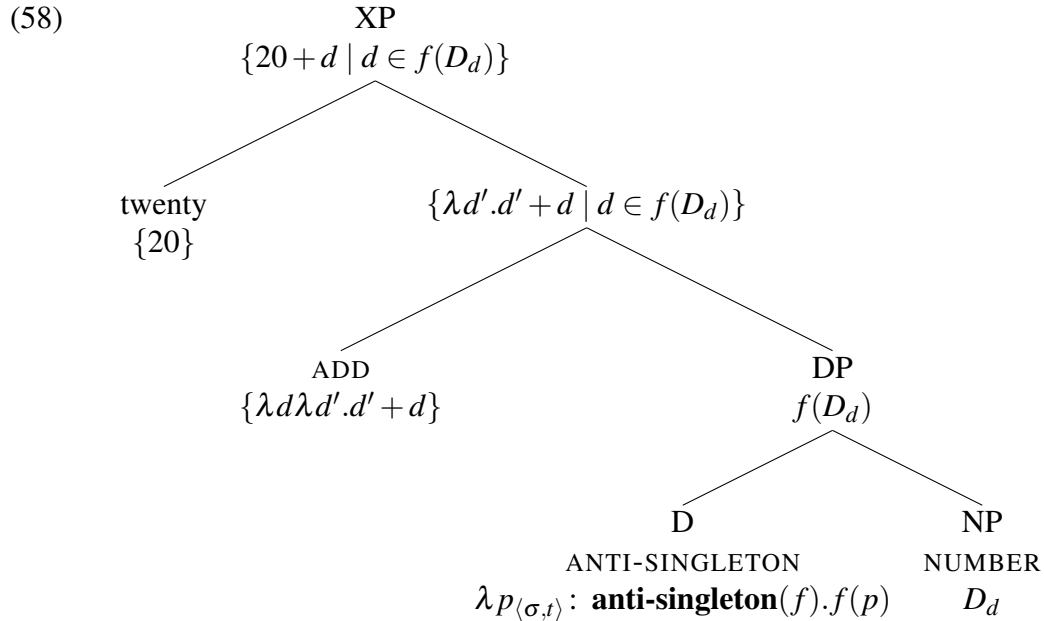 (58)
XP
{20 + d | d ∈ f(D_d)}
twenty
{20}
{λd′.d′ + d | d ∈ f(D_d)}
ADD
{λdλd′.d′ + d}
DP
f(D_d)
D
ANTI-SINGLETON
λp_⟨σ,t⟩: anti-singleton(f).f(p)
NP
NUMBER
D_d